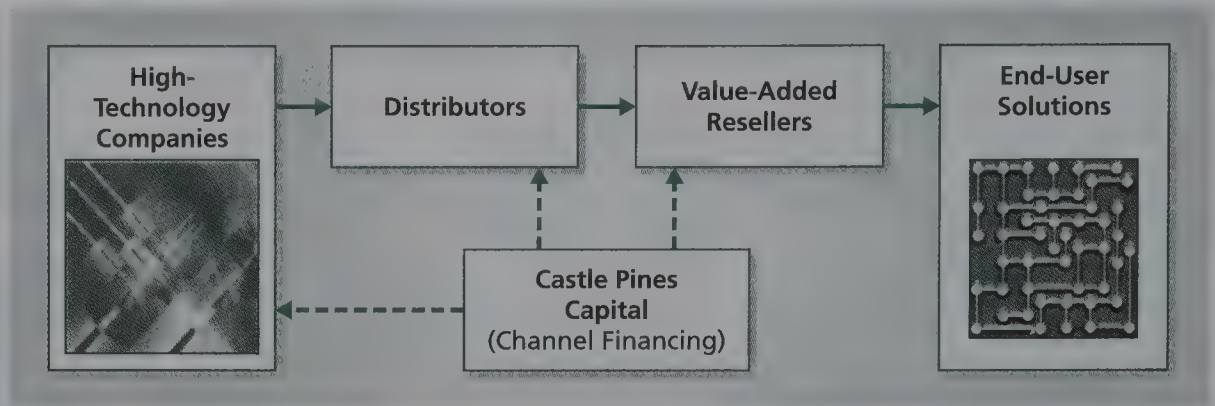 High-
Technology
Companies
Distributors
Value-Added
Resellers
End-User
Solutions
Castle Pines
Capital
(Channel Financing)